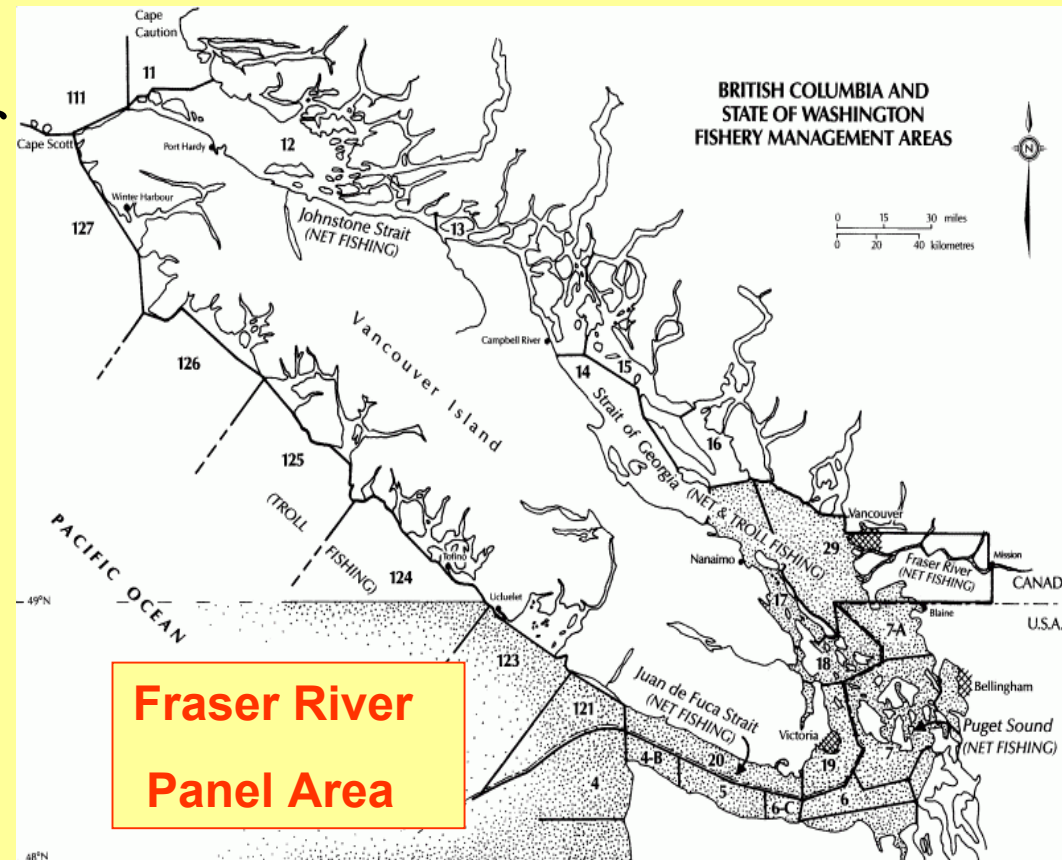 Cape
Caution
BRITISH COLUMBIA AND
STATE OF WASHINGTON
FISHERY MANAGEMENT AREAS
N
111
11
Cape Scott
Port Hardy
12
Winter Harbour
127
Johnstone Strait
(NET FISHING)
13
0 15 30 miles
0 20 40 kilometres
Vancouver Island
Campbell River
126
14
15
Strait of Georgia
(NET & TROLL FISHING)
16
125
(TROLL
FISHING)
Vancouver
29
Mission
Fraser River
(NET FISHING)
PACIFIC OCEAN
124
Tofino
Nanaimo
CANAD
49°N
Ucluelet
17
Blaine
U.S.A.
7-A
123
18
Fraser River
Panel Area
121
Juan de Fuca Strait
(NET FISHING)
Bellingham
Victoria
Puget Sound
(NET FISHING)
7
4-B
20
19
4
5
6-C
6
48°N